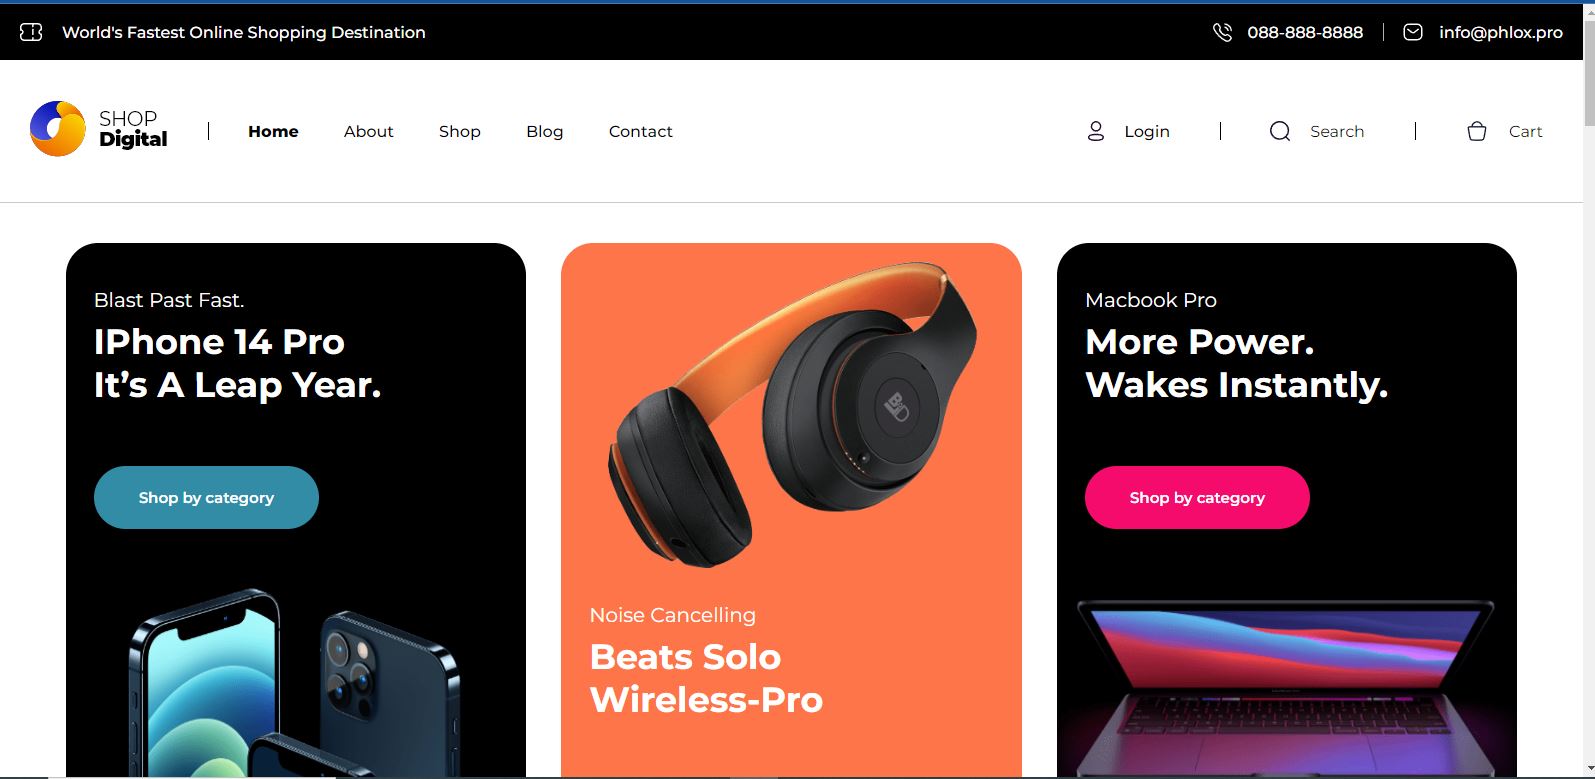 World's Fastest Online Shopping Destination
088-888-8888
info@phlox.pro
SHOP
Digital
Home
About
Shop
Blog
Contact
Login
Search
Cart
Blast Past Fast.
IPhone 14 Pro
It’s A Leap Year.
Shop by category
Noise Cancelling
Beats Solo
Wireless-Pro
Macbook Pro
More Power.
Wakes Instantly.
Shop by category